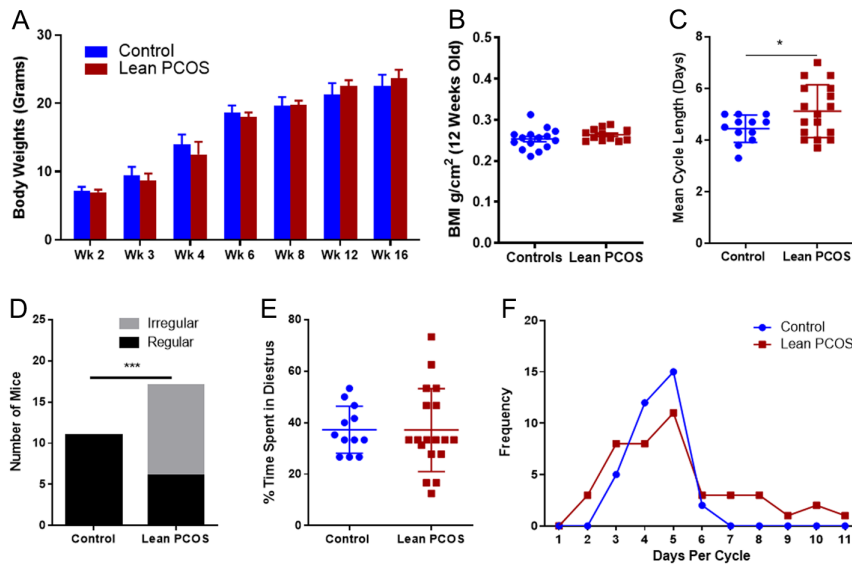 A
Body Weights (Grams)
30
20
10
0
Control
Lean PCOS
Wk 2 Wk 3 Wk 4 Wk 6 Wk 8 Wk 12 Wk 16
B
BMI g/cm² (12 Weeks Old)
0.5
0.4
0.3
0.2
0.1
0.0
Controls Lean PCOS
C
Mean Cycle Length (Days)
8
6
4
2
0
*
Control Lean PCOS
D
Number of Mice
25
20
15
10
5
0
Irregular
Regular
***
Control Lean PCOS
E
% Time Spent in Diestrus
80
60
40
20
0
Control Lean PCOS
F
Frequency
20
15
10
5
0
Control
Lean PCOS
1 2 3 4 5 6 7 8 9 10 11
Days Per Cycle